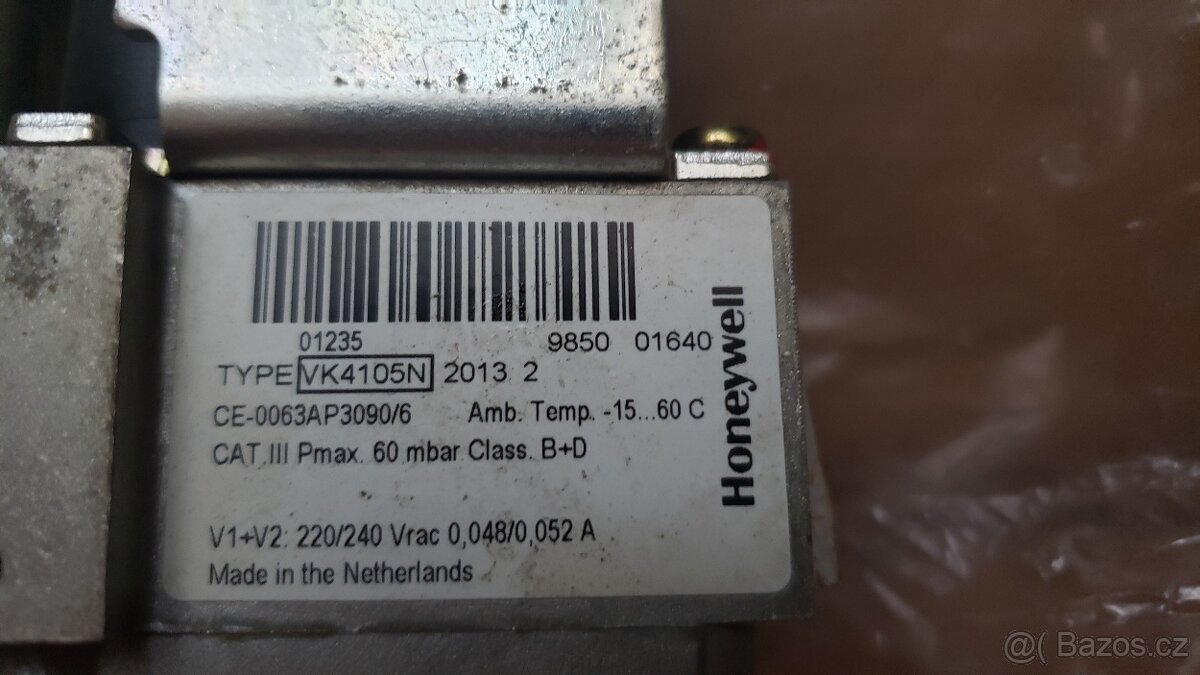 01235 9850 01640
TYPE VK4105N 2013 2
CE-0063AP3090/6 Amb. Temp. -15...60 C
CAT III Pmax. 60 mbar Class. B+D
V1+V2: 220/240 Vrac 0,048/0,052 A
Made in the Netherlands
Honeywell
@( Bazos.cz